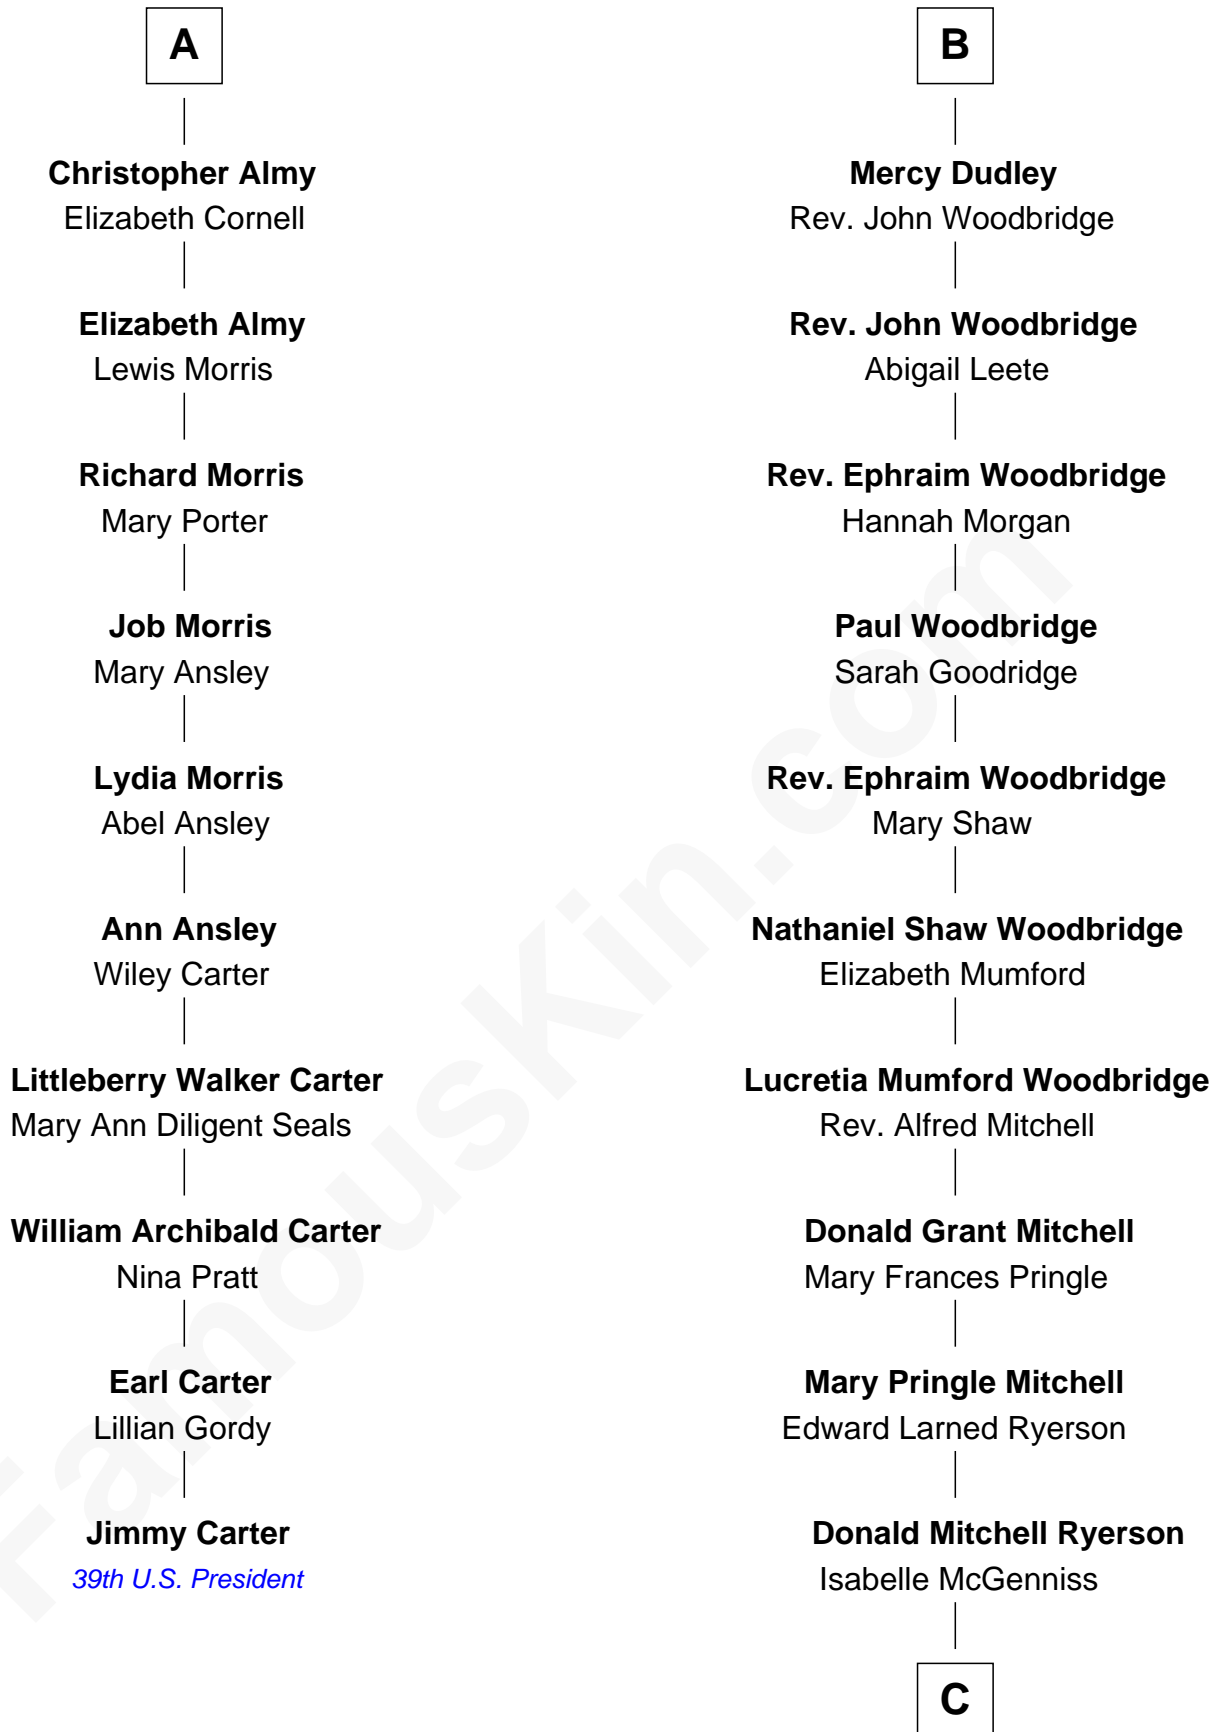 A
Christopher Almy
Elizabeth Cornell
Elizabeth Almy
Lewis Morris
Richard Morris
Mary Porter
Job Morris
Mary Ansley
Lydia Morris
Abel Ansley
Ann Ansley
Wiley Carter
Littleberry Walker Carter
Mary Ann Diligent Seals
William Archibald Carter
Nina Pratt
Earl Carter
Lillian Gordy
Jimmy Carter
39th U.S. President
B
Mercy Dudley
Rev. John Woodbridge
Rev. John Woodbridge
Abigail Leete
Rev. Ephraim Woodbridge
Hannah Morgan
Paul Woodbridge
Sarah Goodridge
Rev. Ephraim Woodbridge
Mary Shaw
Nathaniel Shaw Woodbridge
Elizabeth Mumford
Lucretia Mumford Woodbridge
Rev. Alfred Mitchell
Donald Grant Mitchell
Mary Frances Pringle
Mary Pringle Mitchell
Edward Larned Ryerson
Donald Mitchell Ryerson
Isabelle McGenniss
C
FamousKin.com